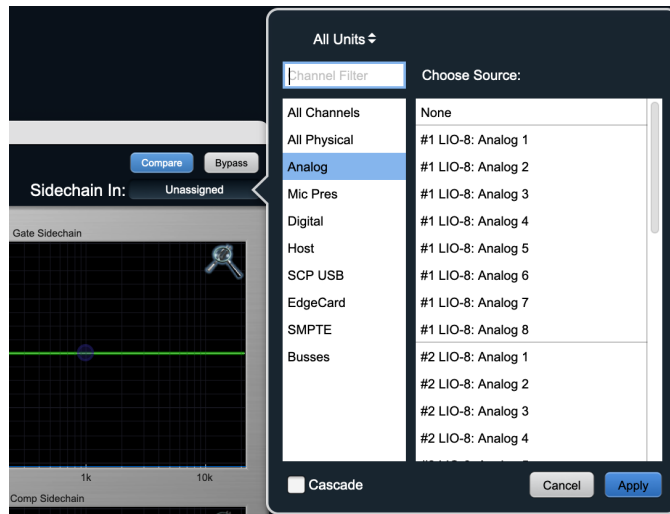 All Units
Channel Filter
Choose Source:
All Channels
All Physical
Analog
Mic Pres
Digital
Host
SCP USB
EdgeCard
SMPTE
Busses
None
#1 LIO-8: Analog 1
#1 LIO-8: Analog 2
#1 LIO-8: Analog 3
#1 LIO-8: Analog 4
#1 LIO-8: Analog 5
#1 LIO-8: Analog 6
#1 LIO-8: Analog 7
#1 LIO-8: Analog 8
#2 LIO-8: Analog 1
#2 LIO-8: Analog 2
#2 LIO-8: Analog 3
#2 LIO-8: Analog 4
Cascade
Cancel
Apply
Compare
Bypass
Sidechain In:
Unassigned
Gate Sidechain
1k
10k
Comp Sidechain